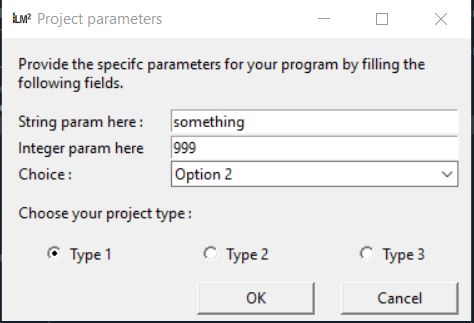 ILM² Project parameters
Provide the specifc parameters for your program by filling the
following fields.
String param here : something
Integer param here 999
Choice : Option 2
Choose your project type :
Type 1 Type 2 Type 3
OK Cancel